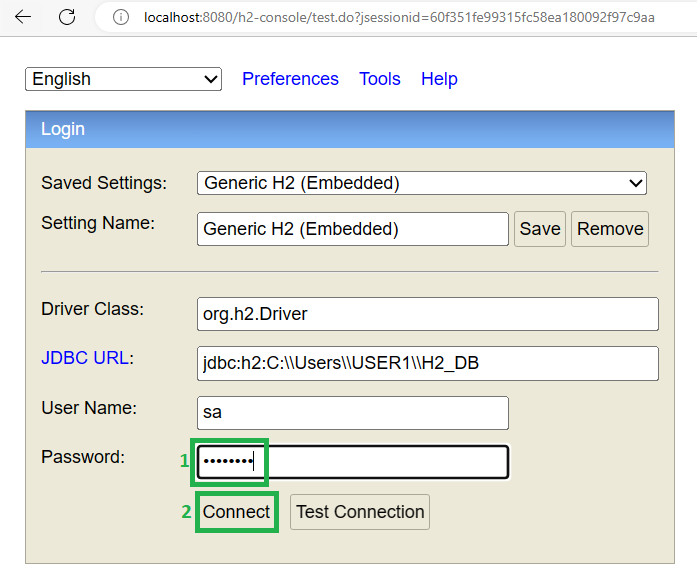 localhost:8080/h2-console/test.do?jsessionid=60f351fe99315fc58ea180092f97c9aa
English Preferences Tools Help
Login
Saved Settings: Generic H2 (Embedded)
Setting Name: Generic H2 (Embedded) Save Remove
Driver Class: org.h2.Driver
JDBC URL: jdbc:h2:C:\\Users\\USER1\\H2_DB
User Name: sa
Password: 1 ••••••••
2 Connect Test Connection